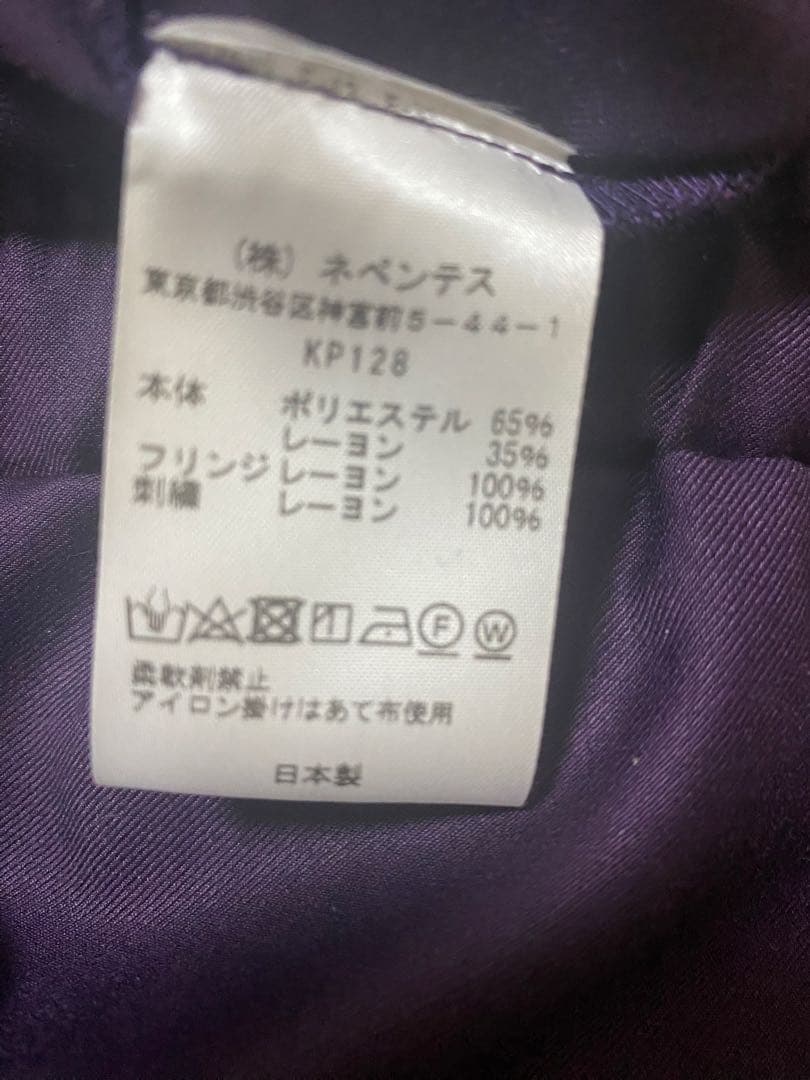 (株) ネペンテス
東京都渋谷区神宮前5-44-1
KP128
本体 ポリエステル 65%
レーヨン 35%
フリンジ レーヨン 100%
刺繍 レーヨン 100%
F W
柔軟剤禁止
アイロン掛けはあて布使用
日本製